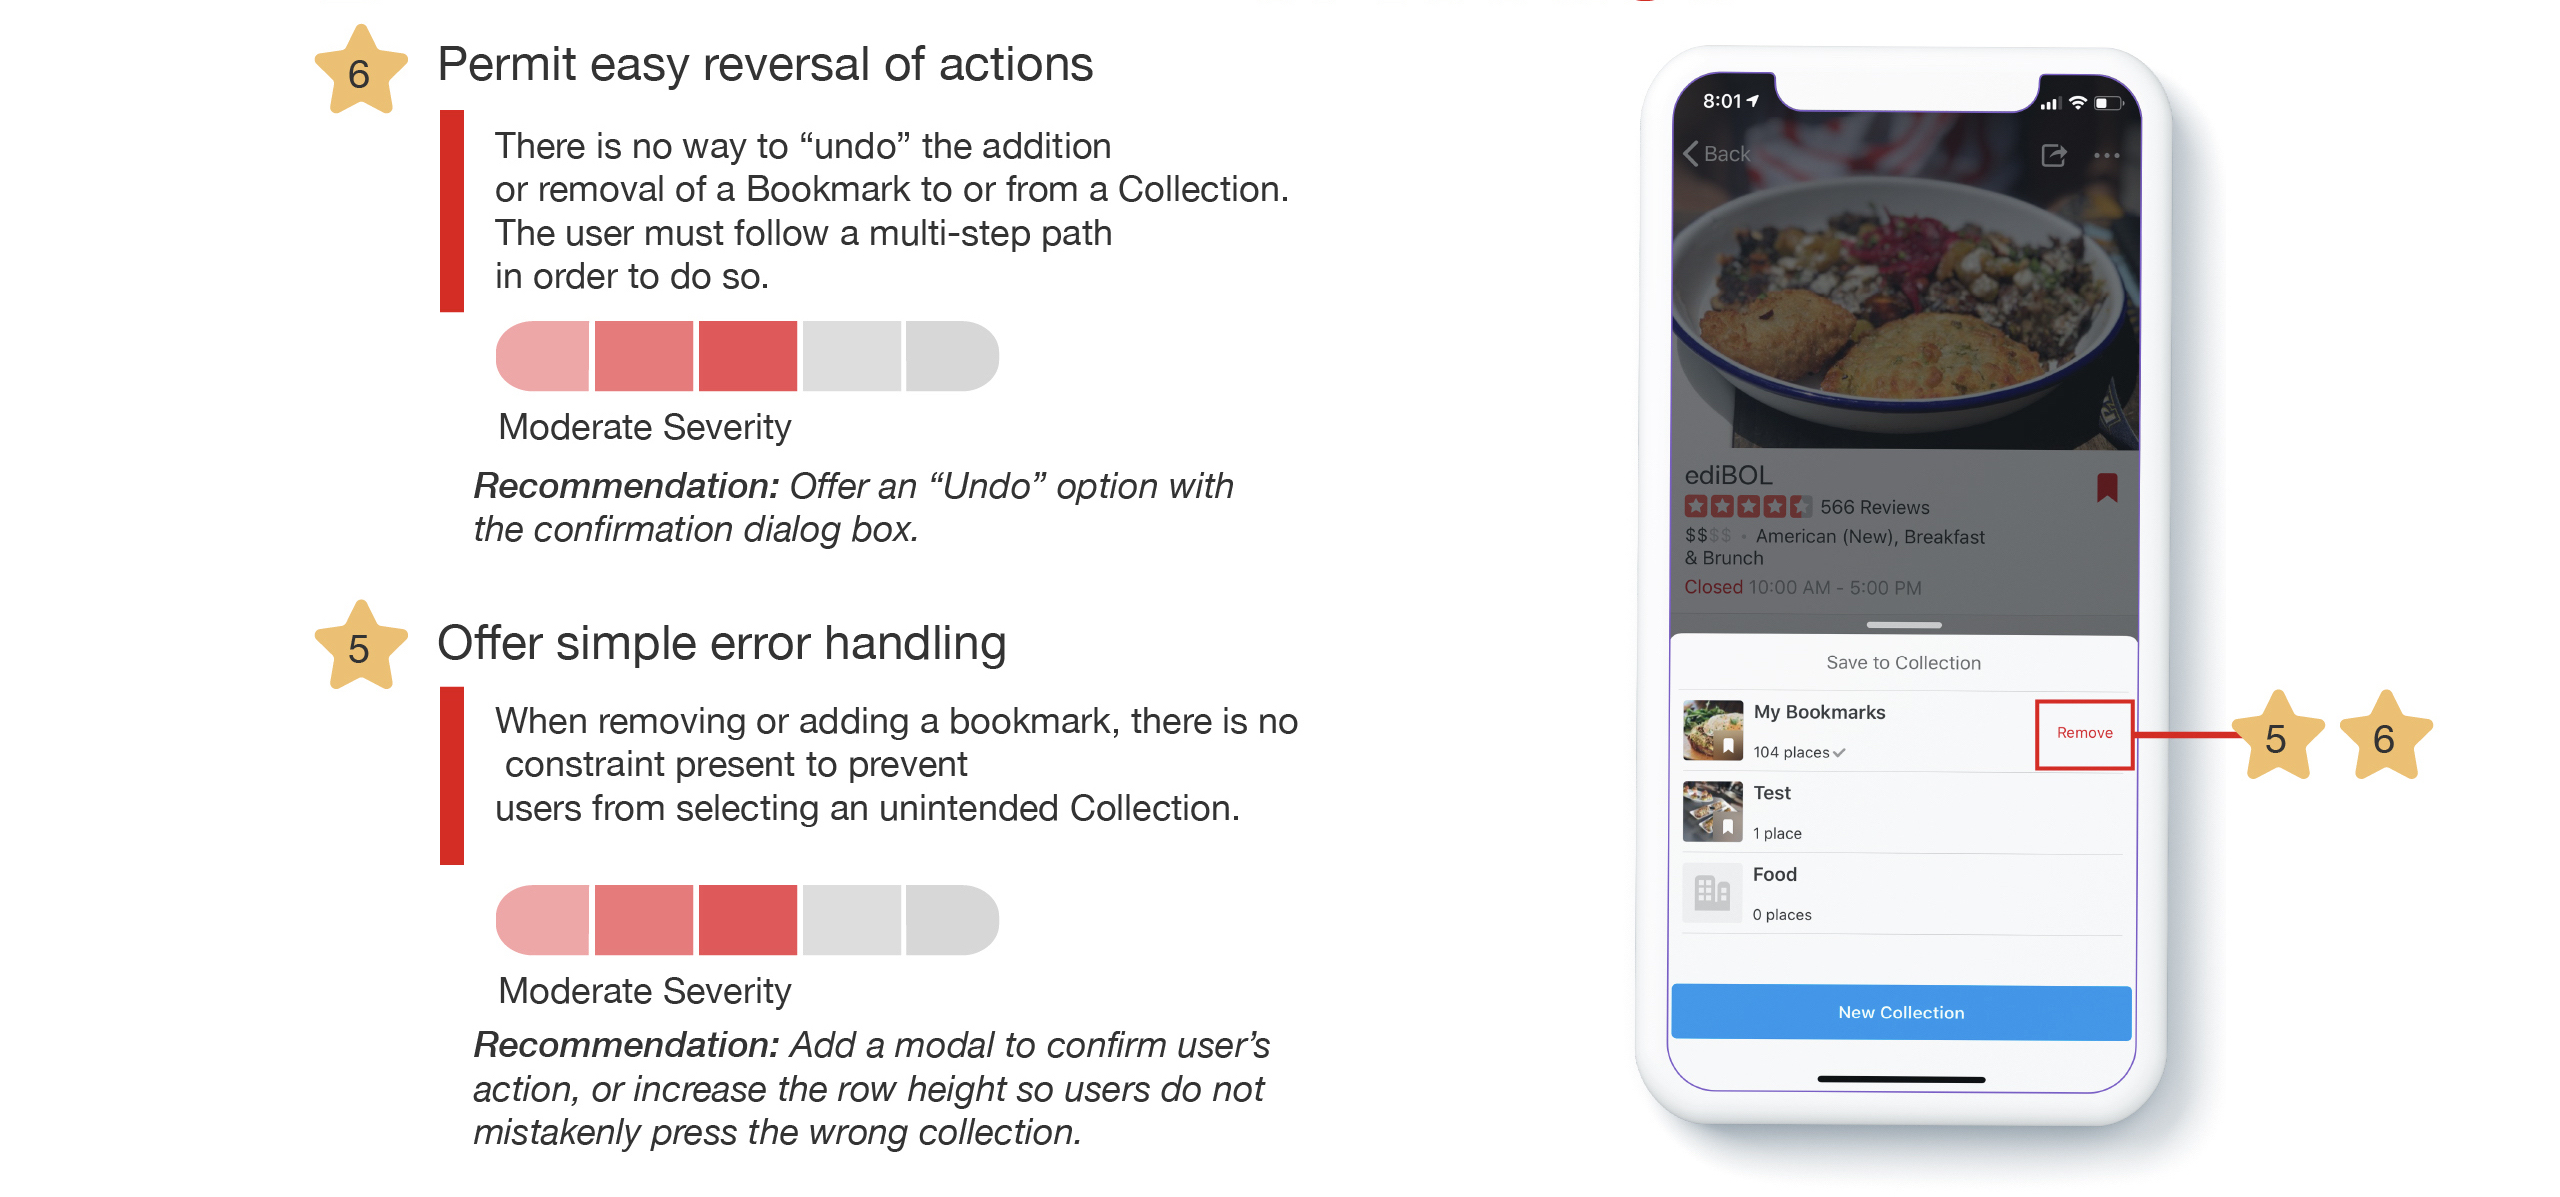 6
Permit easy reversal of actions
There is no way to “undo” the addition
or removal of a Bookmark to or from a Collection.
The user must follow a multi-step path
in order to do so.
Moderate Severity
Recommendation: Offer an “Undo” option with
the confirmation dialog box.
5
Offer simple error handling
When removing or adding a bookmark, there is no
constraint present to prevent
users from selecting an unintended Collection.
Moderate Severity
Recommendation: Add a modal to confirm user’s
action, or increase the row height so users do not
mistakenly press the wrong collection.
8:01
Back
ediBOL
566 Reviews
$$$$ • American (New), Breakfast
& Brunch
Closed 10:00 AM - 5:00 PM
Save to Collection
My Bookmarks
104 places
Remove
5 6
Test
1 place
Food
0 places
New Collection